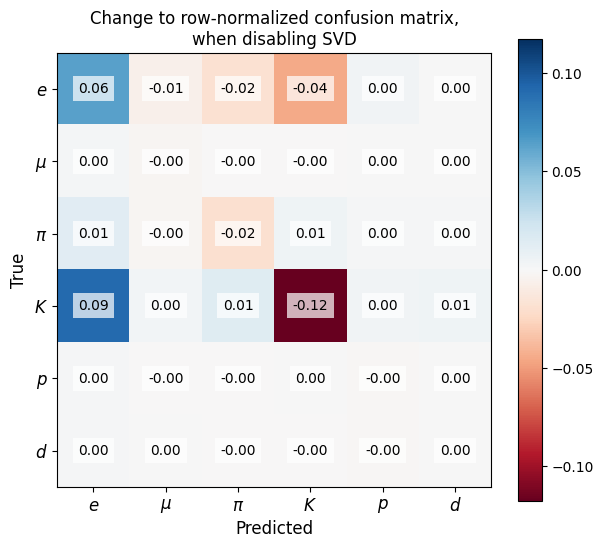 Change to row-normalized confusion matrix,
when disabling SVD
e 0.06 -0.01 -0.02 -0.04 0.00 0.00
μ 0.00 -0.00 -0.00 -0.00 0.00 0.00
π 0.01 -0.00 -0.02 0.01 0.00 0.00
K 0.09 0.00 0.01 -0.12 0.00 0.01
p 0.00 -0.00 -0.00 0.00 -0.00 0.00
d 0.00 0.00 -0.00 -0.00 -0.00 0.00
True
e μ π K p d
Predicted
0.10
0.05
0.00
−0.05
−0.10